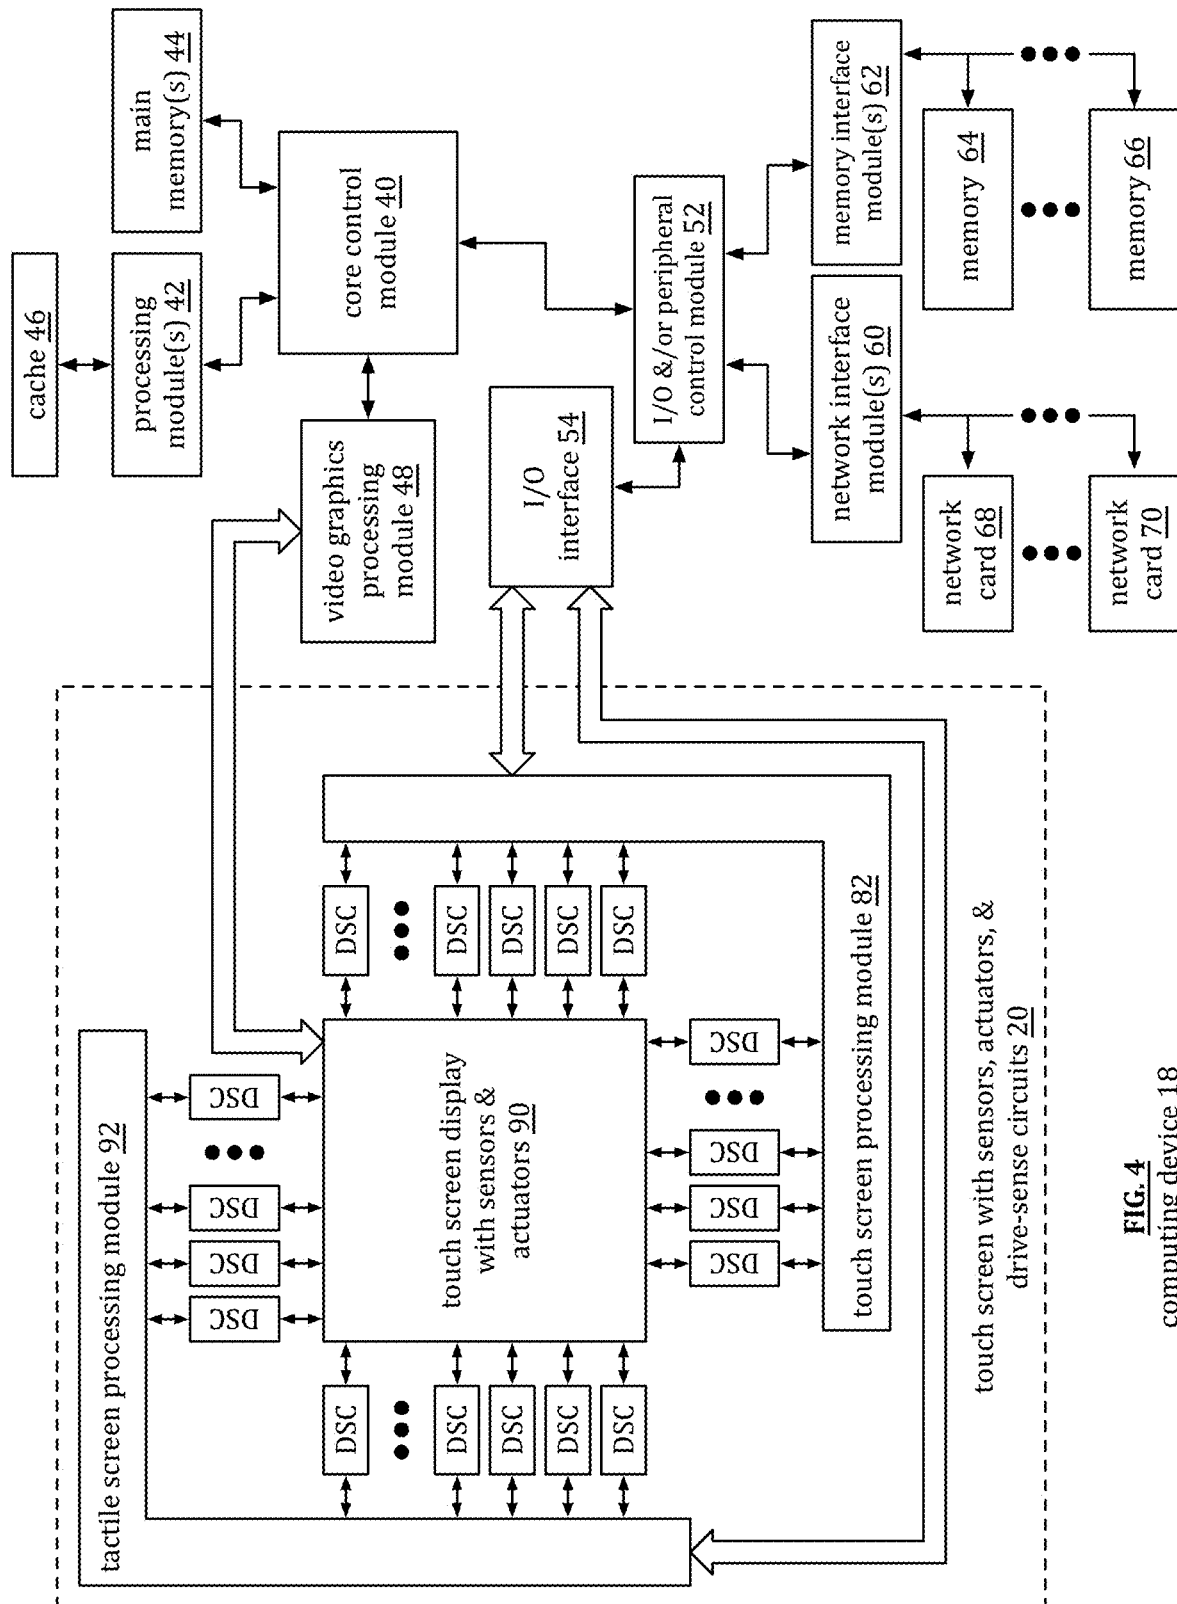 cache 46
processing
module(s) 42
main
memory(s) 44
core control
module 40
video graphics
processing
module 48
I/O
interface 54
I/O &/or peripheral
control module 52
network interface
module(s) 60
memory interface
module(s) 62
network
card 68
network
card 70
memory 64
memory 66
tactile screen processing module 92
DSC
DSC
DSC
DSC
DSC
DSC
DSC
DSC
DSC
touch screen display
with sensors &
actuators 90
DSC
DSC
DSC
DSC
DSC
DSC
DSC
DSC
DSC
touch screen processing module 82
touch screen with sensors, actuators, &
drive-sense circuits 20
FIG. 4
computing device 18